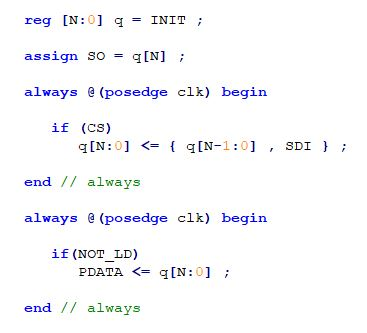 reg [N:0] q = INIT ;
assign SO = q[N] ;
always @(posedge clk) begin
if (CS)
q[N:0] <= { q[N-1:0] , SDI } ;
end // always
always @(posedge clk) begin
if(NOT_LD)
PDATA <= q[N:0] ;
end // always